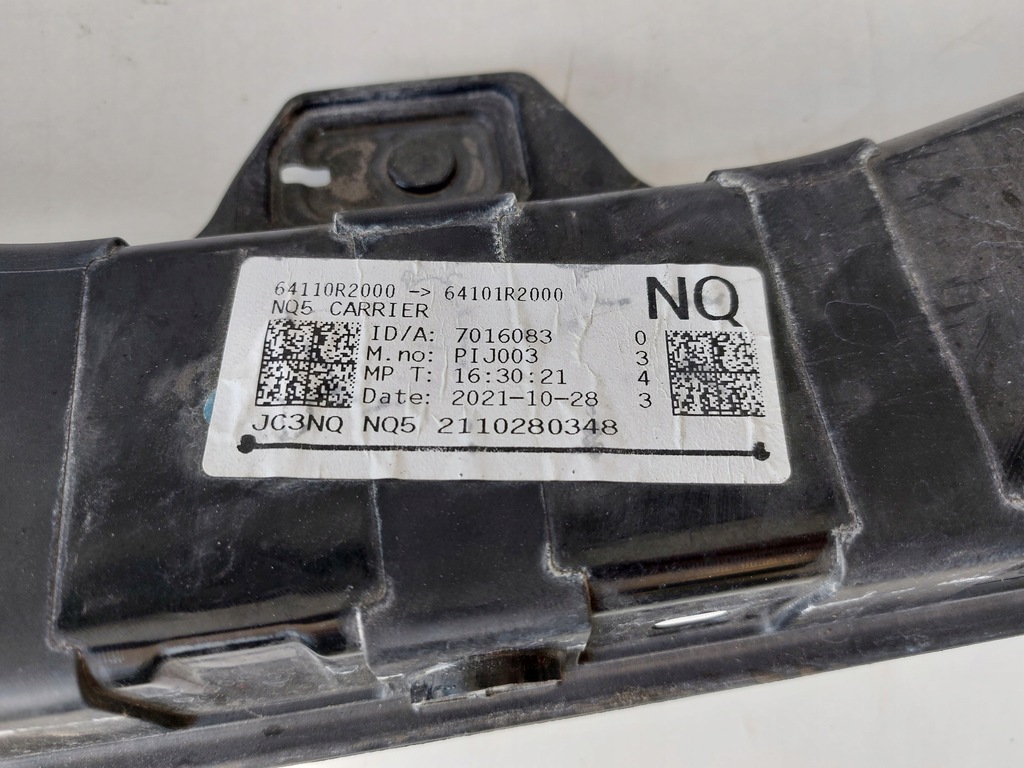 64110R2000 -> 64101R2000
NQ5 CARRIER
NQ
ID/A: 7016083
M.no: PIJ003
MP T: 16:30:21
Date: 2021-10-28
0
3
4
3
JC3NQ NQ5 2110280348